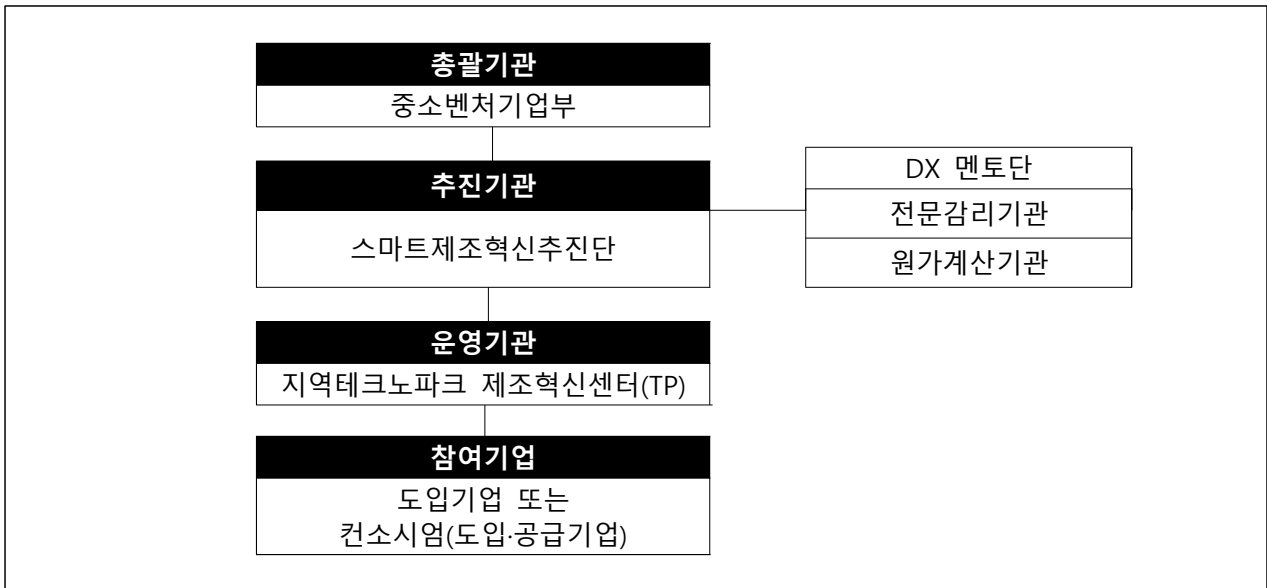 총괄기관
중소벤처기업부
추진기관
스마트제조혁신추진단
DX 멘토단
전문감리기관
원가계산기관
운영기관
지역테크노파크 제조혁신센터(TP)
참여기업
도입기업 또는
컨소시엄(도입·공급기업)